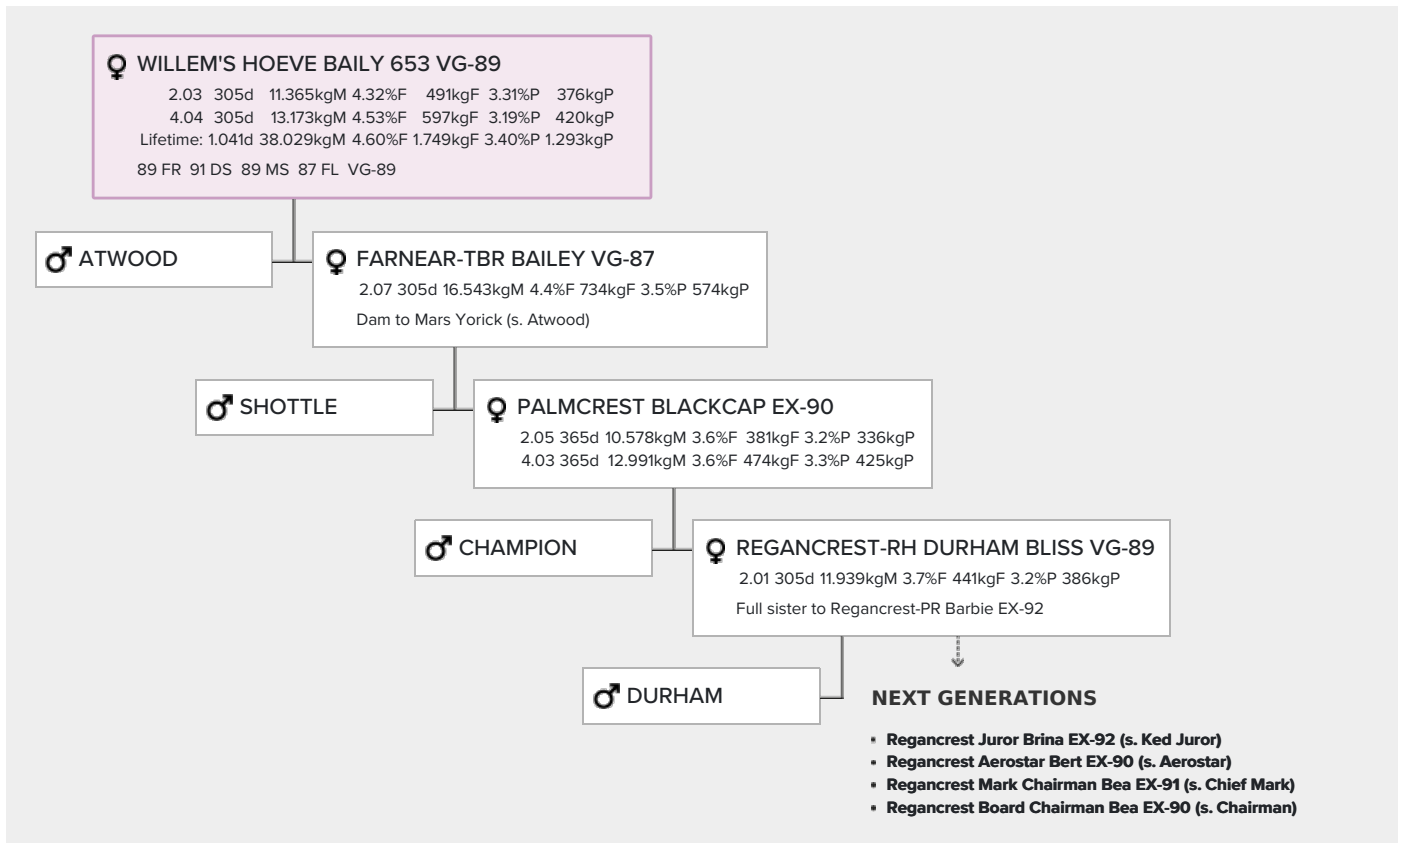 WILLEM'S HOEVE BAILY 653 VG-89
2.03 305d 11.365kgM 4.32%F 491kgF 3.31%P 376kgP
4.04 305d 13.173kgM 4.53%F 597kgF 3.19%P 420kgP
Lifetime: 1.041d 38.029kgM 4.60%F 1.749kgF 3.40%P 1.293kgP
89 FR 91 DS 89 MS 87 FL VG-89
ATWOOD
FARNEAR-TBR BAILEY VG-87
2.07 305d 16.543kgM 4.4%F 734kgF 3.5%P 574kgP
Dam to Mars Yorick (s. Atwood)
SHOTTLE
PALMCREST BLACKCAP EX-90
2.05 365d 10.578kgM 3.6%F 381kgF 3.2%P 336kgP
4.03 365d 12.991kgM 3.6%F 474kgF 3.3%P 425kgP
CHAMPION
REGANCREST-RH DURHAM BLISS VG-89
2.01 305d 11.939kgM 3.7%F 441kgF 3.2%P 386kgP
Full sister to Regancrest-PR Barbie EX-92
DURHAM
NEXT GENERATIONS
▪ Regancrest Juror Brina EX-92 (s. Ked Juror)
▪ Regancrest Aerostar Bert EX-90 (s. Aerostar)
▪ Regancrest Mark Chairman Bea EX-91 (s. Chief Mark)
▪ Regancrest Board Chairman Bea EX-90 (s. Chairman)